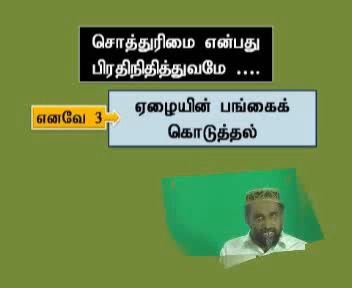 சொத்துரிமை என்பது
பிரதிநிதித்துவமே ....
எனவே 3
ஏழையின் பங்கைக்
கொடுத்தல்